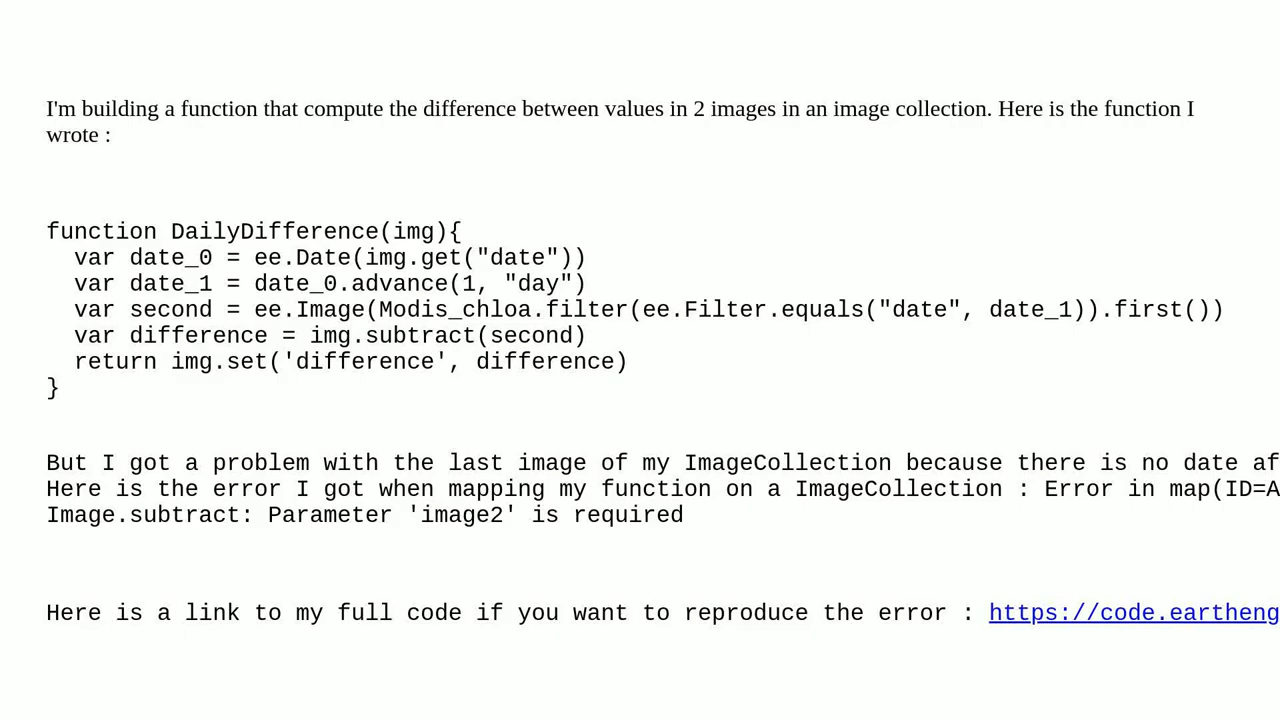 I'm building a function that compute the difference between values in 2 images in an image collection. Here is the function I
wrote :
function DailyDifference(img){
  var date_0 = ee.Date(img.get("date"))
  var date_1 = date_0.advance(1, "day")
  var second = ee.Image(Modis_chloa.filter(ee.Filter.equals("date", date_1)).first())
  var difference = img.subtract(second)
  return img.set('difference', difference)
}
But I got a problem with the last image of my ImageCollection because there is no date af
Here is the error I got when mapping my function on a ImageCollection : Error in map(ID=A
Image.subtract: Parameter 'image2' is required
Here is a link to my full code if you want to reproduce the error : https://code.eartheng